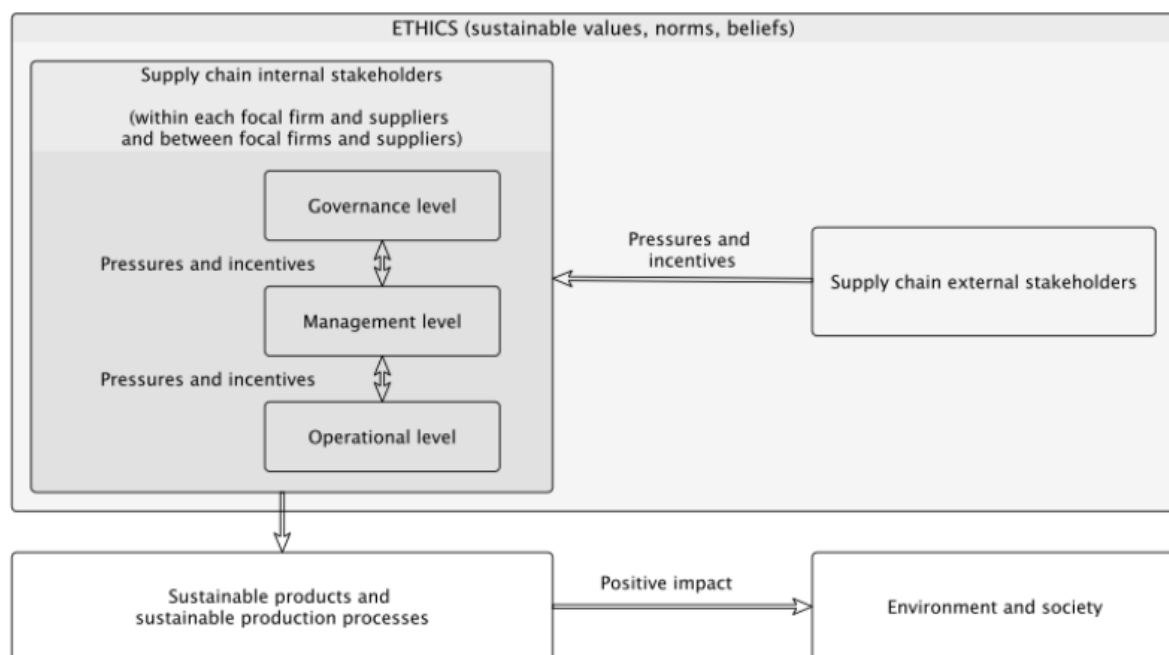 ETHICS (sustainable values, norms, beliefs)
Supply chain internal stakeholders
(within each focal firm and suppliers
and between focal firms and suppliers)
Governance level
Pressures and incentives
Management level
Pressures and incentives
Operational level
Pressures and
incentives
Supply chain external stakeholders
Sustainable products and
sustainable production processes
Positive impact
Environment and society